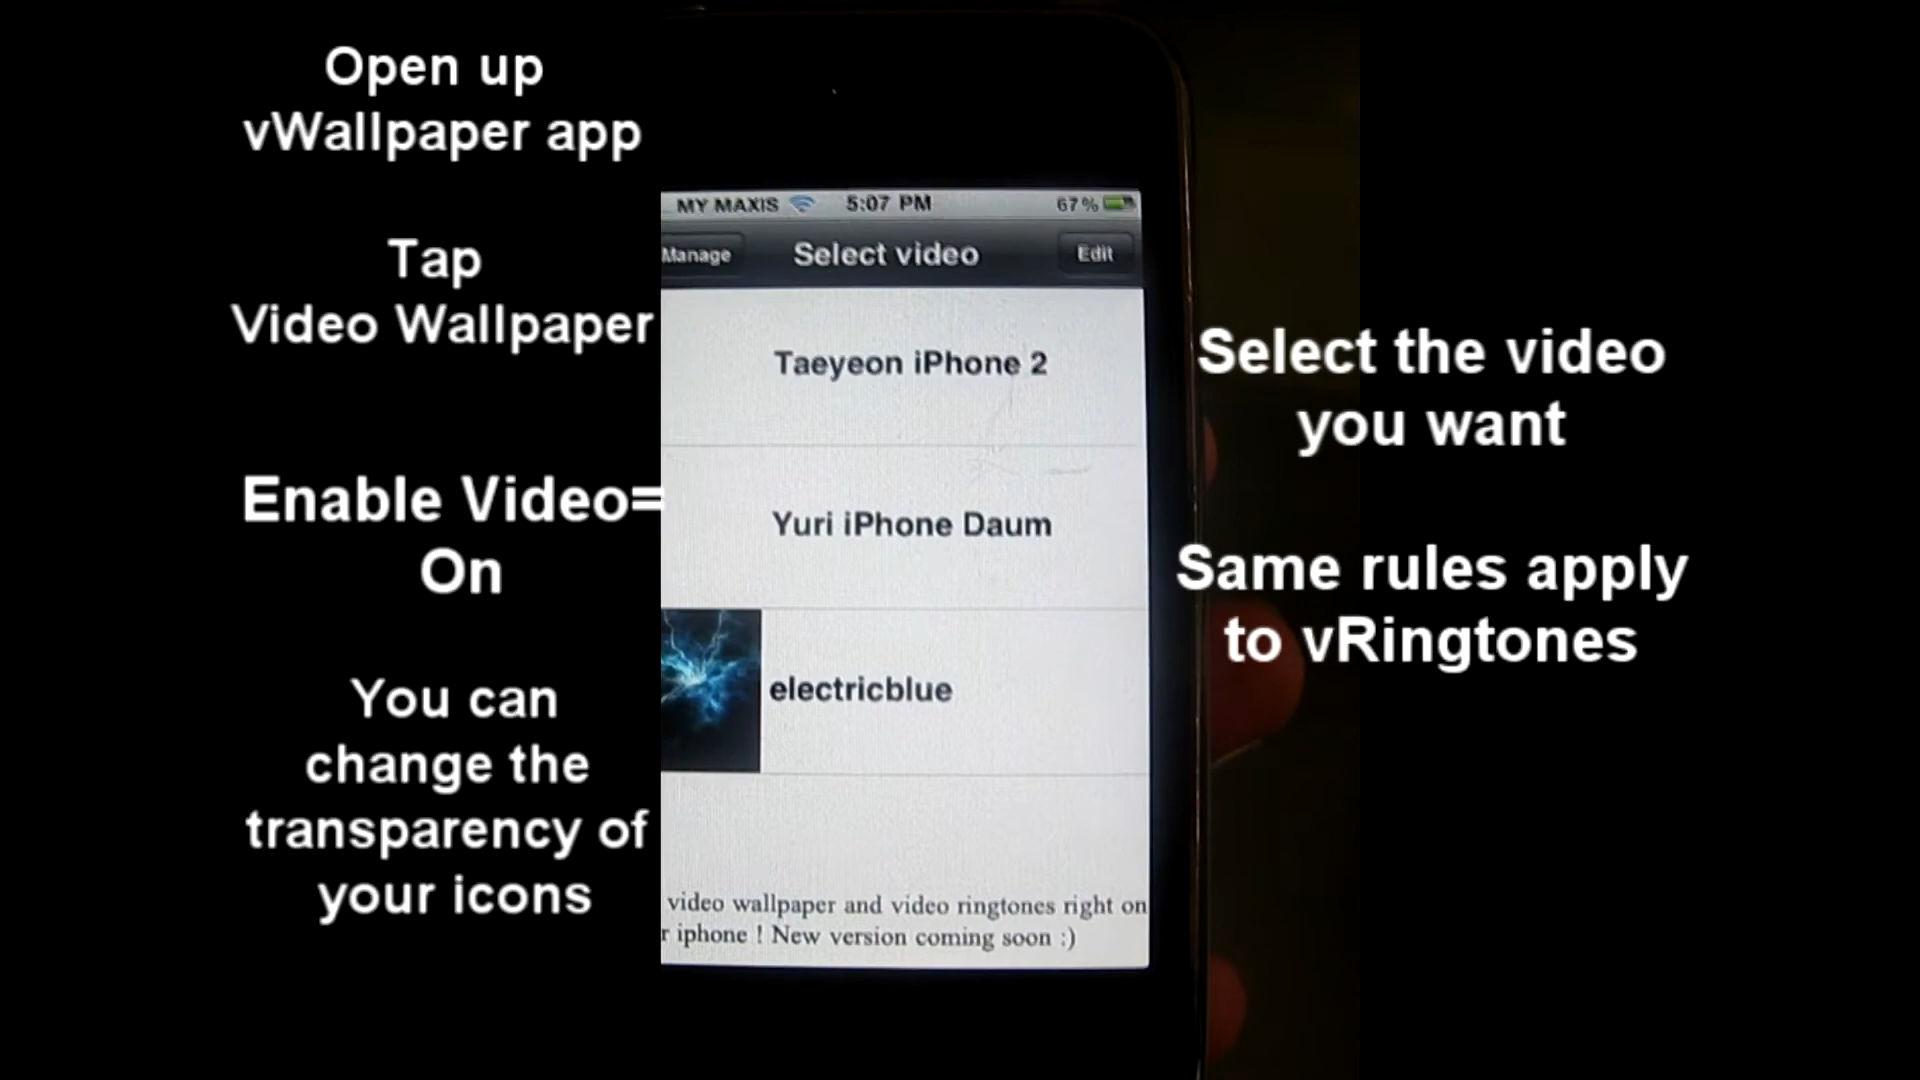 Open up
vWallpaper app
Tap
Video Wallpaper
Enable Video=
On
You can
change the
transparency of
your icons
MY MAXIS 5:07 PM 67%
Manage Select video Edit
Taeyeon iPhone 2
Yuri iPhone Daum
electricblue
video wallpaper and video ringtones right on
r iphone ! New version coming soon :)
Select the video
you want
Same rules apply
to vRingtones